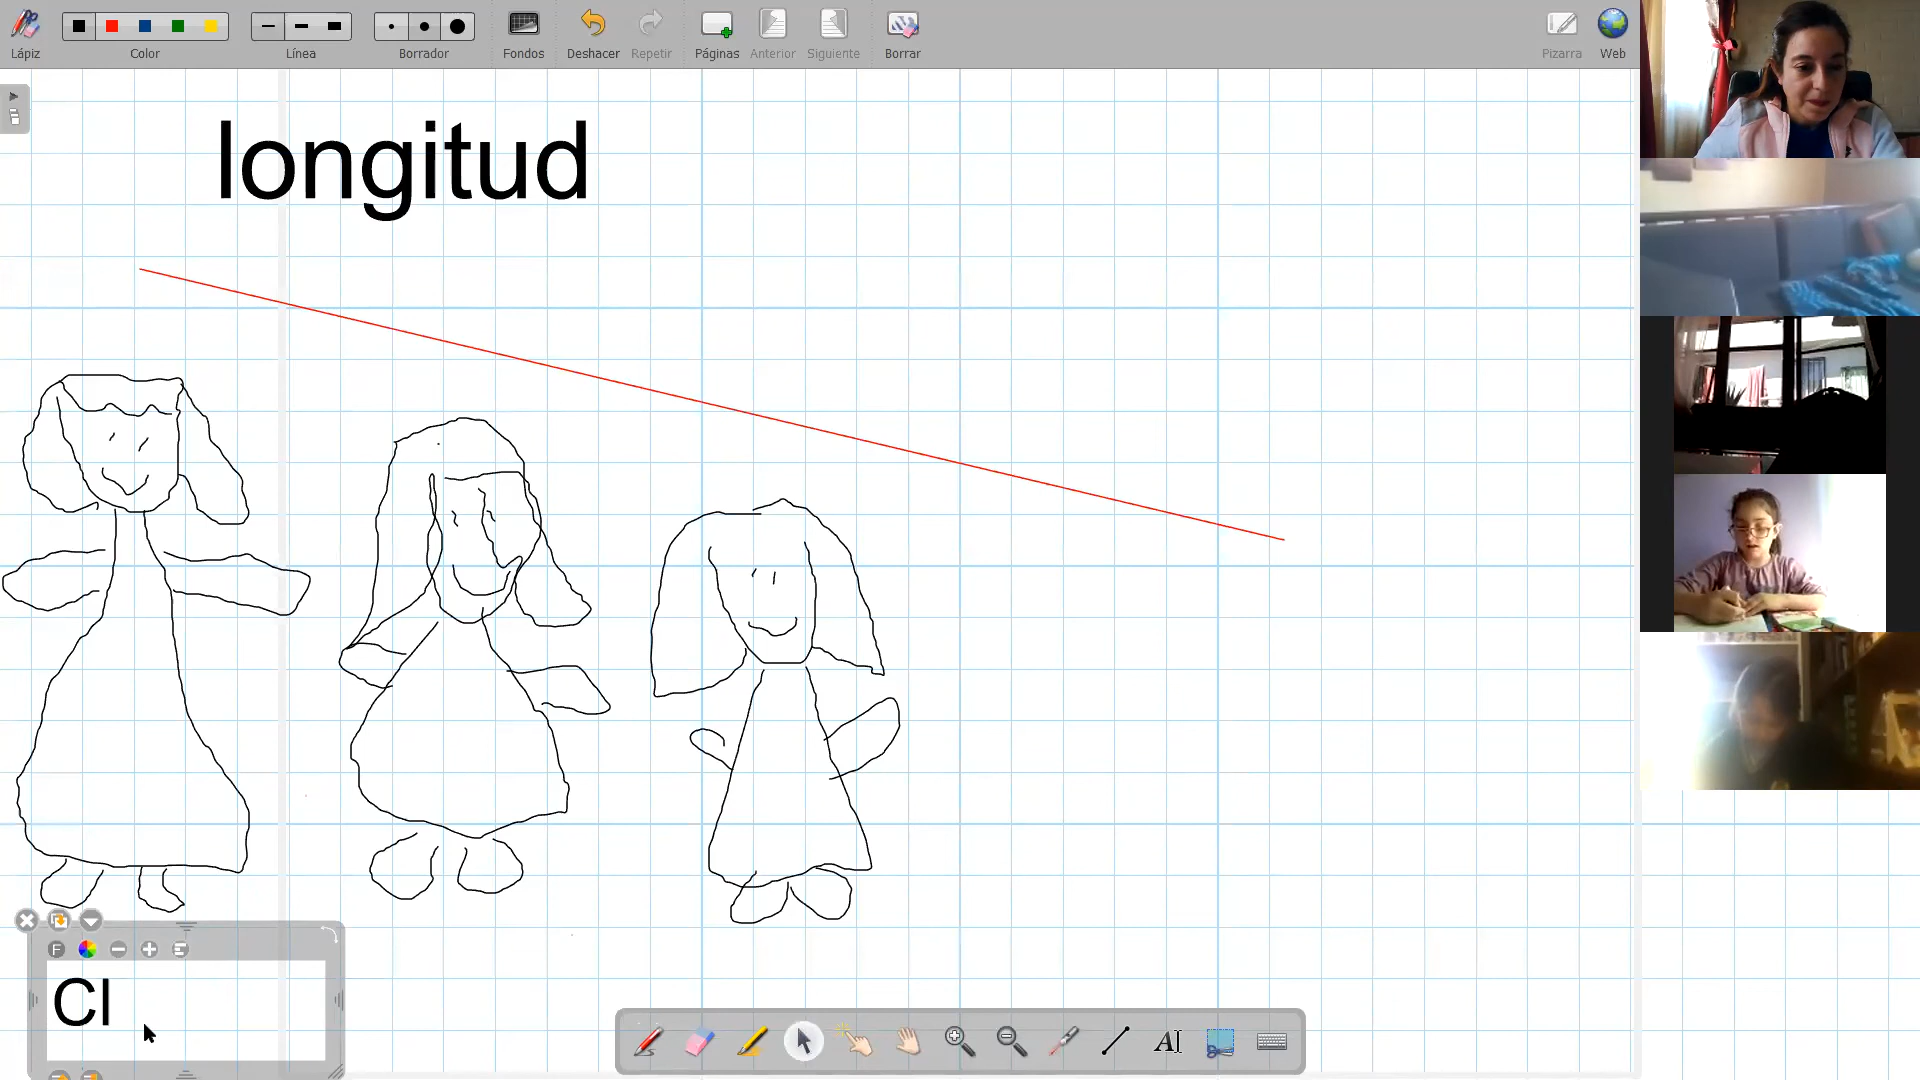 Lápiz
Color
Línea
Borrador
Fondos
Deshacer
Repetir
Páginas
Anterior
Siguiente
Borrar
Pizarra
Web
longitud
F
Cl
A